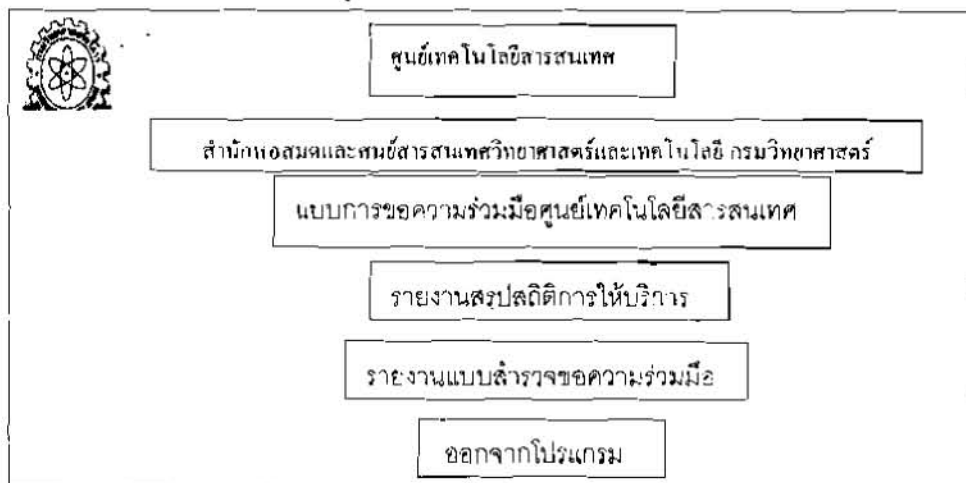 ศูนย์เทคโนโลยีสารสนเทศ
สำนักหอสมุดและศูนย์สารสนเทศวิทยาศาสตร์และเทคโนโลยี กรมวิทยาศาสตร์
แบบการขอความร่วมมือศูนย์เทคโนโลยีสารสนเทศ
รายงานสรุปสถิติการให้บริการ
รายงานแบบสำรวจขอความร่วมมือ
ออกจากโปรแกรม